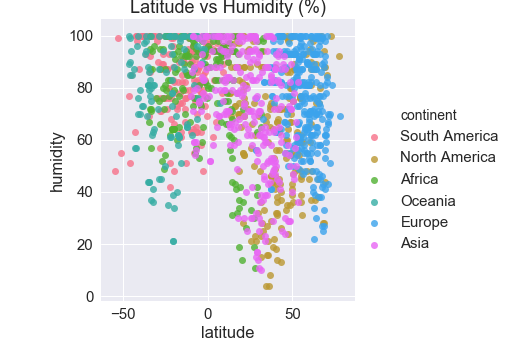 Latitude vs Humidity (%)
100
80
60
40
20
0
humidity
−50
0
50
latitude
continent
South America
North America
Africa
Oceania
Europe
Asia